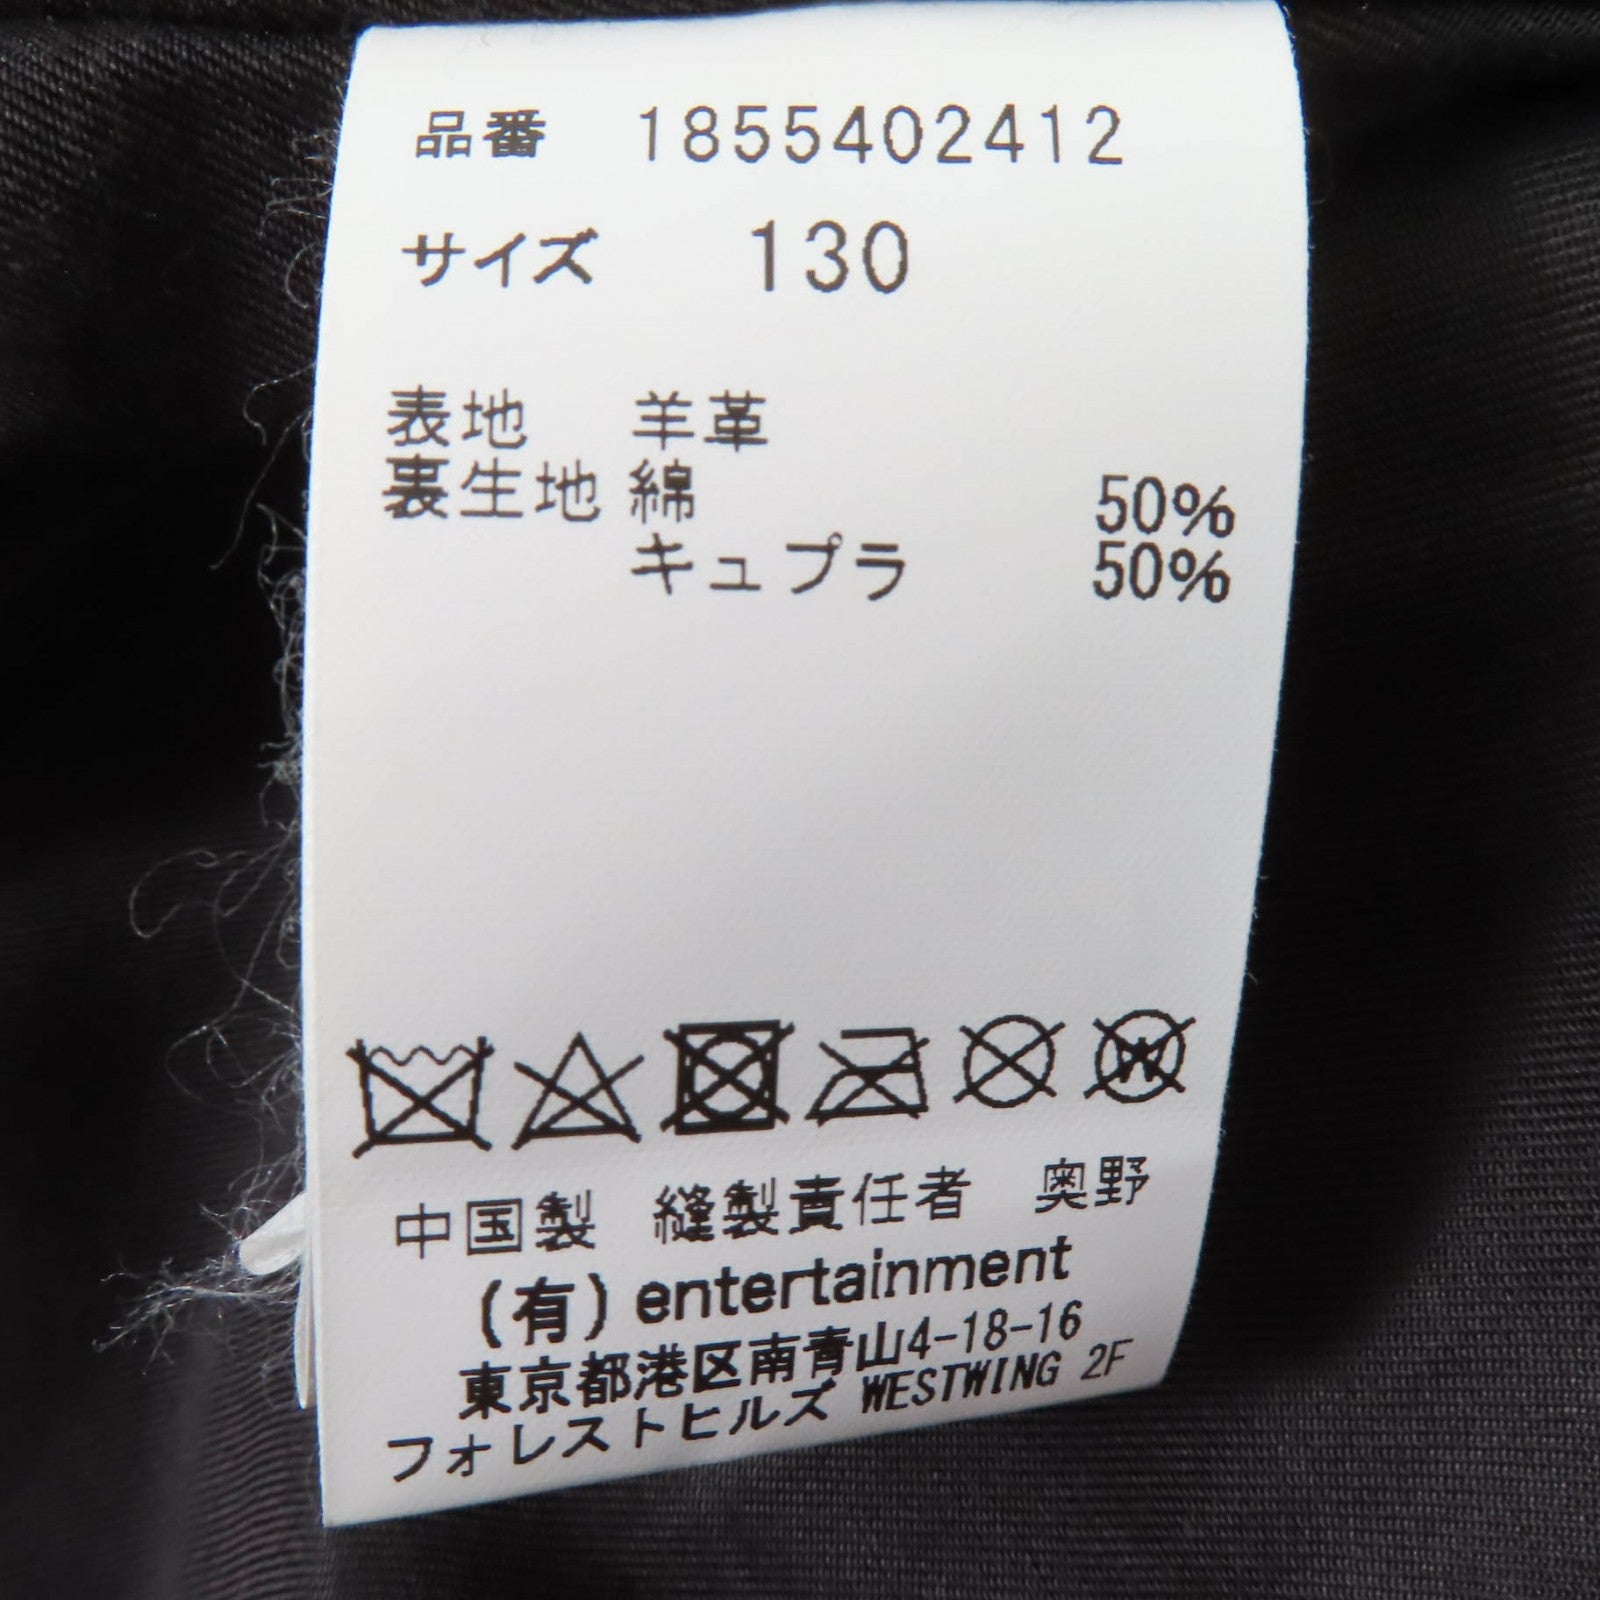 品番 1855402412
サイズ 130
表地 羊革
裏生地 綿 50%
キュプラ 50%
W
中国製 縫製責任者 奥野
(有) entertainment
東京都港区南青山4-18-16
フォレストヒルズ WESTWING 2F